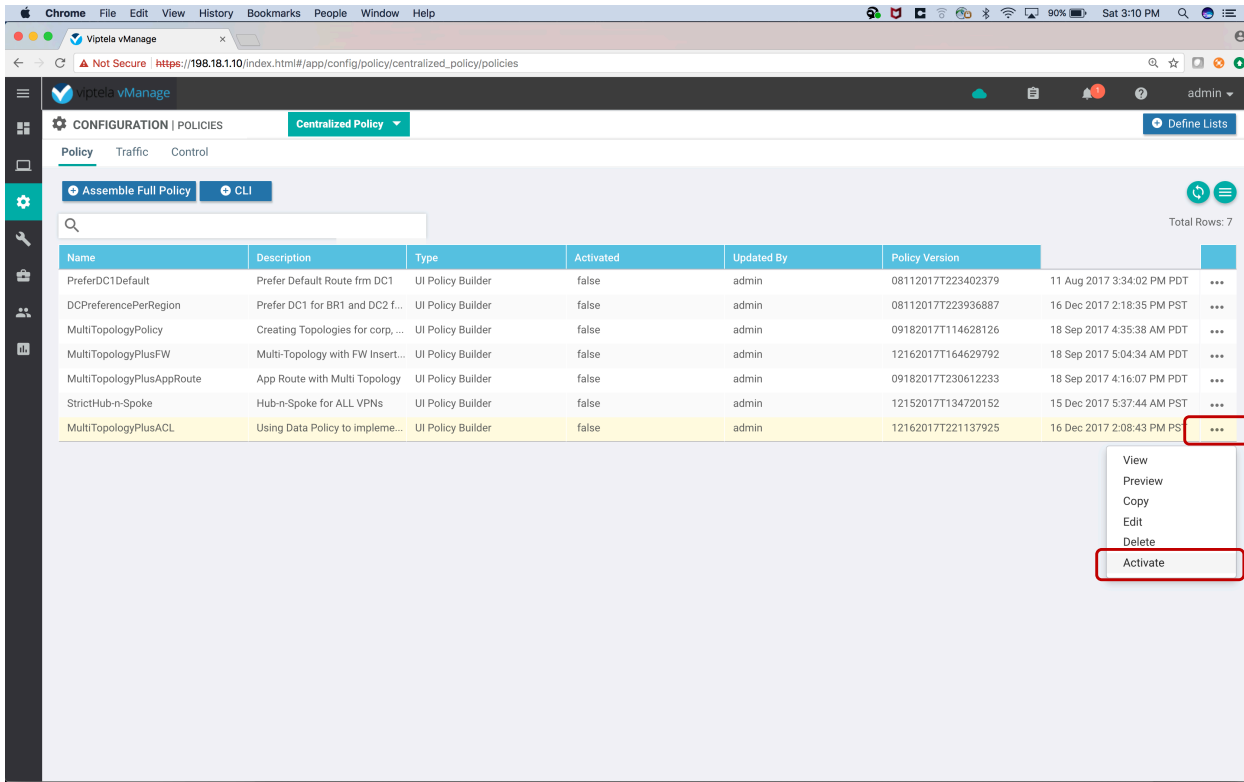 Chrome File Edit View History Bookmarks People Window Help 90% Sat 3:10 PM
Viptela vManage
Not Secure https://198.18.1.10/index.html#/app/config/policy/centralized_policy/policies
viptela vManage 1 admin
CONFIGURATION | POLICIES Centralized Policy Define Lists
Policy Traffic Control
Assemble Full Policy CLI
Total Rows: 7
Name Description Type Activated Updated By Policy Version
PreferDC1Default Prefer Default Route frm DC1 UI Policy Builder false admin 08112017T223402379 11 Aug 2017 3:34:02 PM PDT
DCPreferencePerRegion Prefer DC1 for BR1 and DC2 f... UI Policy Builder false admin 08112017T223936887 16 Dec 2017 2:18:35 PM PST
MultiTopologyPolicy Creating Topologies for corp, ... UI Policy Builder false admin 09182017T114628126 18 Sep 2017 4:35:38 AM PDT
MultiTopologyPlusFW Multi-Topology with FW Insert... UI Policy Builder false admin 12162017T164629792 18 Sep 2017 5:04:34 AM PDT
MultiTopologyPlusAppRoute App Route with Multi Topology UI Policy Builder false admin 09182017T230612233 18 Sep 2017 4:16:07 PM PDT
StrictHub-n-Spoke Hub-n-Spoke for ALL VPNs UI Policy Builder false admin 12152017T134720152 15 Dec 2017 5:37:44 AM PST
MultiTopologyPlusACL Using Data Policy to impleme... UI Policy Builder false admin 12162017T221137925 16 Dec 2017 2:08:43 PM PST
View
Preview
Copy
Edit
Delete
Activate